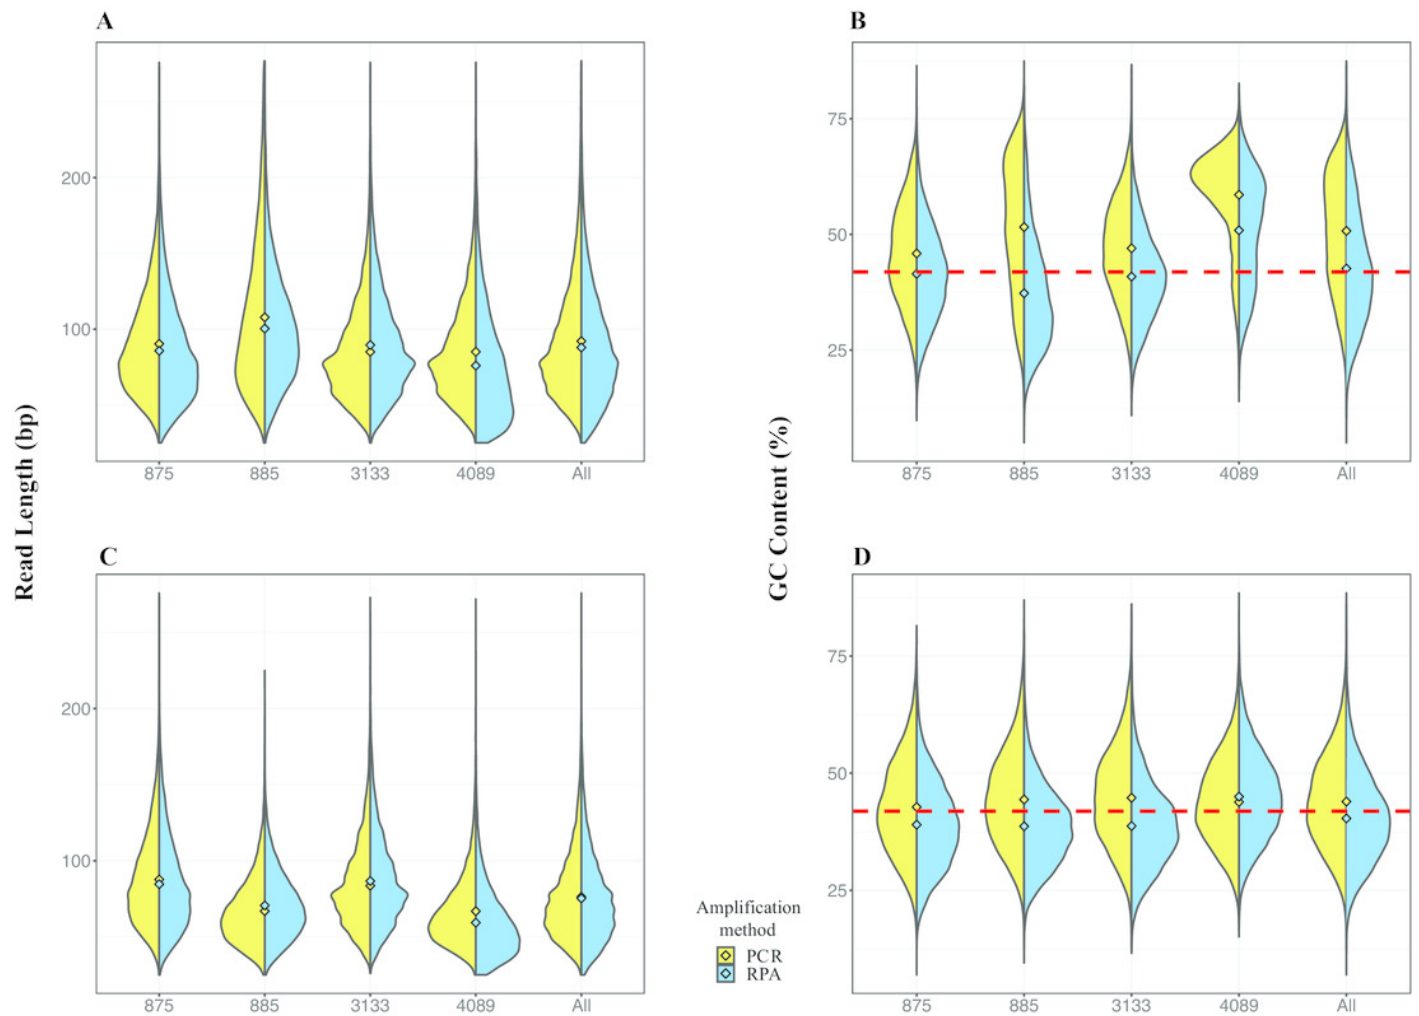 A
B
200
100
875 885 3133 4089 All
75
50
25
875 885 3133 4089 All
Read Length (bp)
GC Content (%)
C
D
200
100
875 885 3133 4089 All
75
50
25
875 885 3133 4089 All
Amplification
method
PCR
RPA